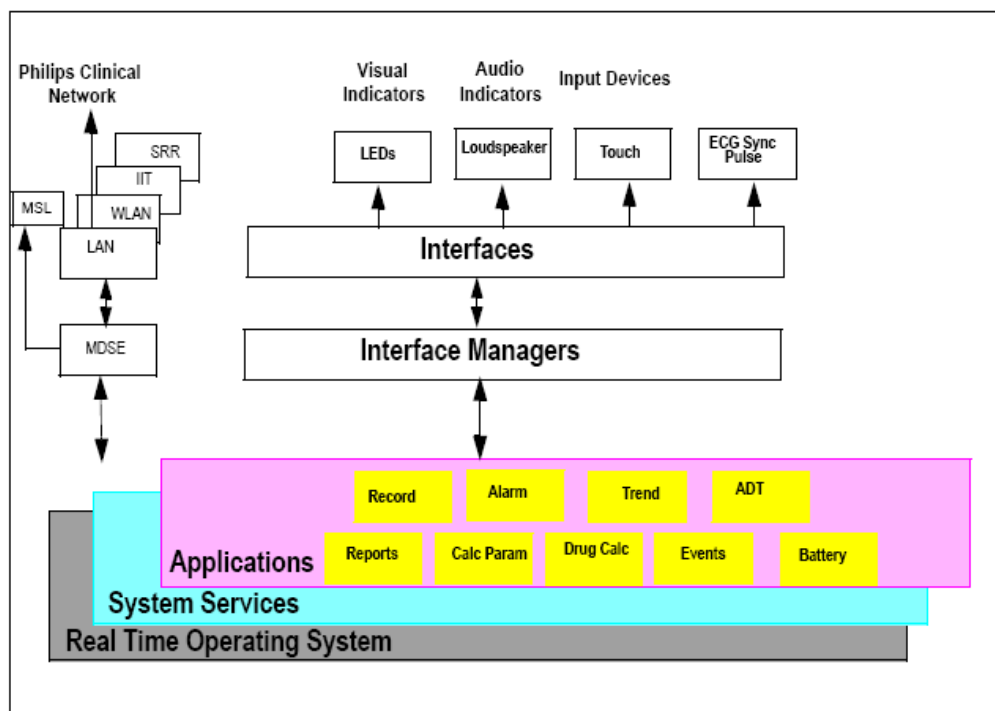 Philips Clinical
Network
Visual
Indicators
Audio
Indicators
Input Devices
SRR
IIT
MSL
WLAN
LAN
MDSE
LEDs
Loudspeaker
Touch
ECG Sync
Pulse
Interfaces
Interface Managers
Record
Alarm
Trend
ADT
Applications
Reports
Calc Param
Drug Calc
Events
Battery
System Services
Real Time Operating System